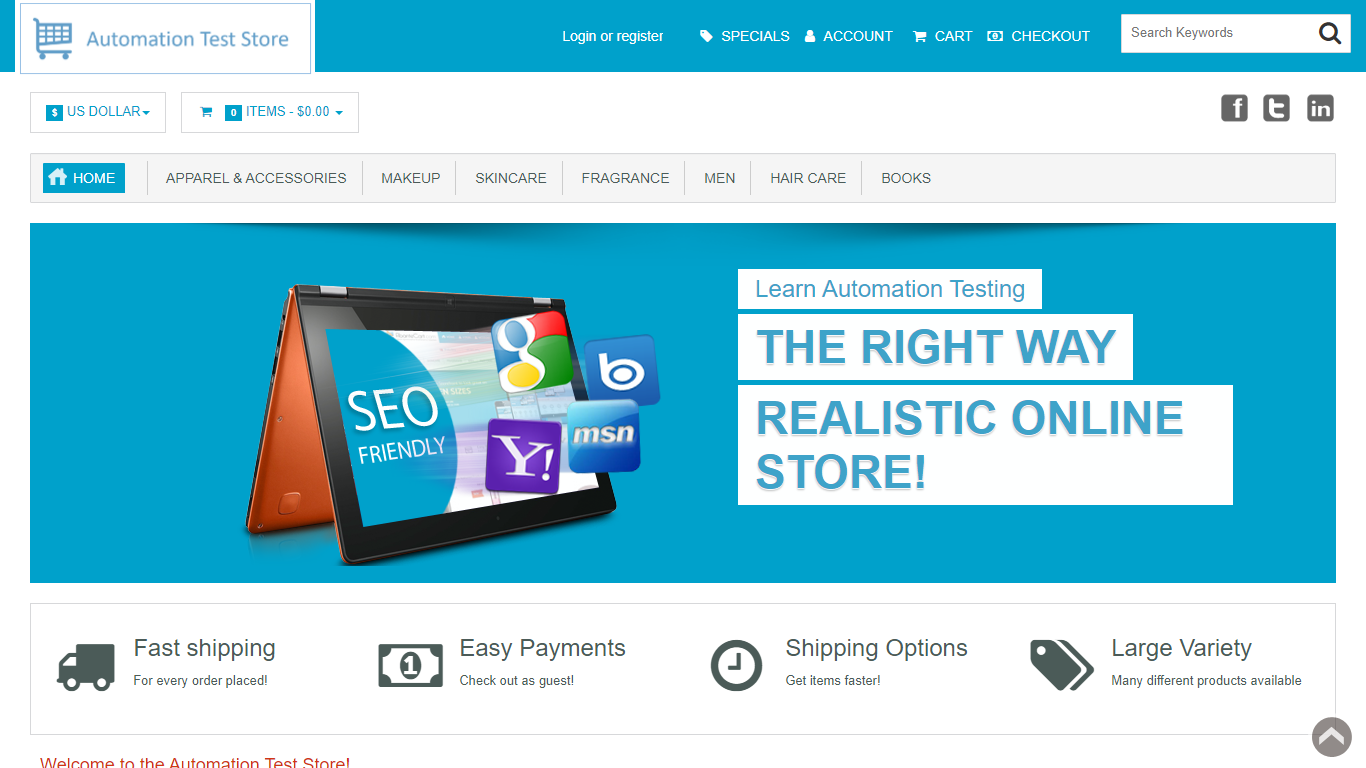 Automation Test Store
Login or register
SPECIALS
ACCOUNT
CART
CHECKOUT
Search Keywords
$ US DOLLAR
0 ITEMS - $0.00
f
t
in
HOME
APPAREL & ACCESSORIES
MAKEUP
SKINCARE
FRAGRANCE
MEN
HAIR CARE
BOOKS
Learn Automation Testing
THE RIGHT WAY
REALISTIC ONLINE
STORE!
SEO
FRIENDLY
g
b
msn
Y!
Fast shipping
For every order placed!
1
Easy Payments
Check out as guest!
Shipping Options
Get items faster!
Large Variety
Many different products available
Welcome to the Automation Test Store!